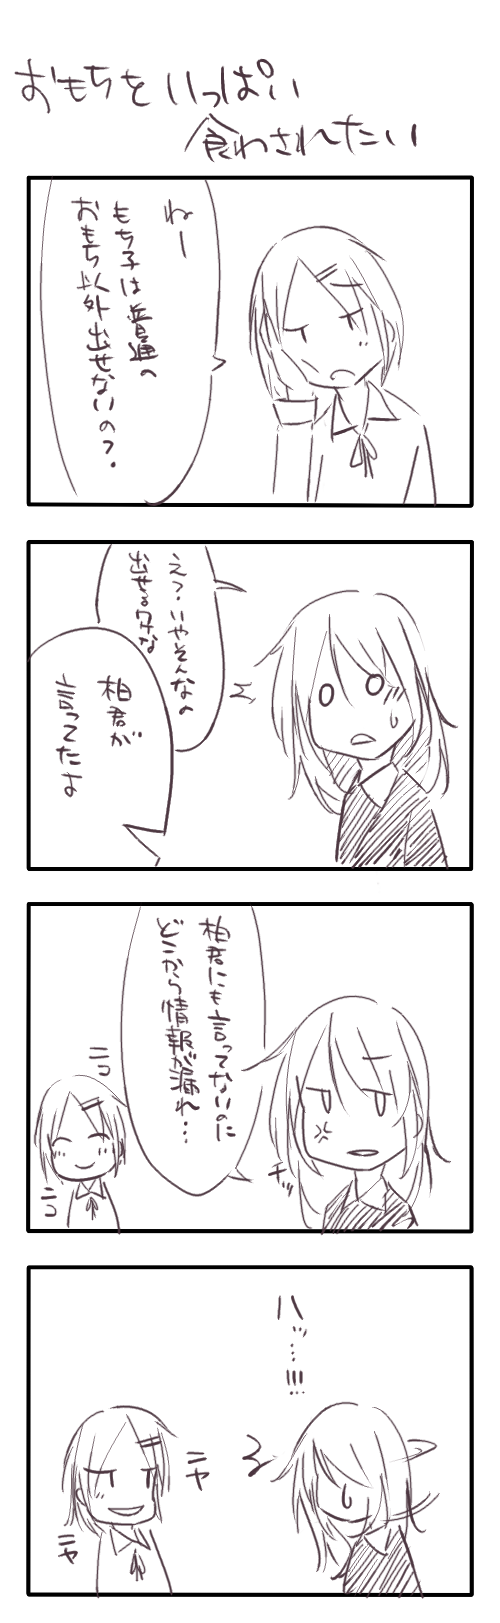 おもちをいっぱい
食わされたい
ねー
もち子は普通の
おもち以外出せないの?.
え?.いやそんなの
出せるワケな
柏君が
言ってたよ
柏君にも言ってないのに
どこから情報が漏れ…
チッ
ニコ
ニコ
ハッ…!!!
ニヤ
ニヤ